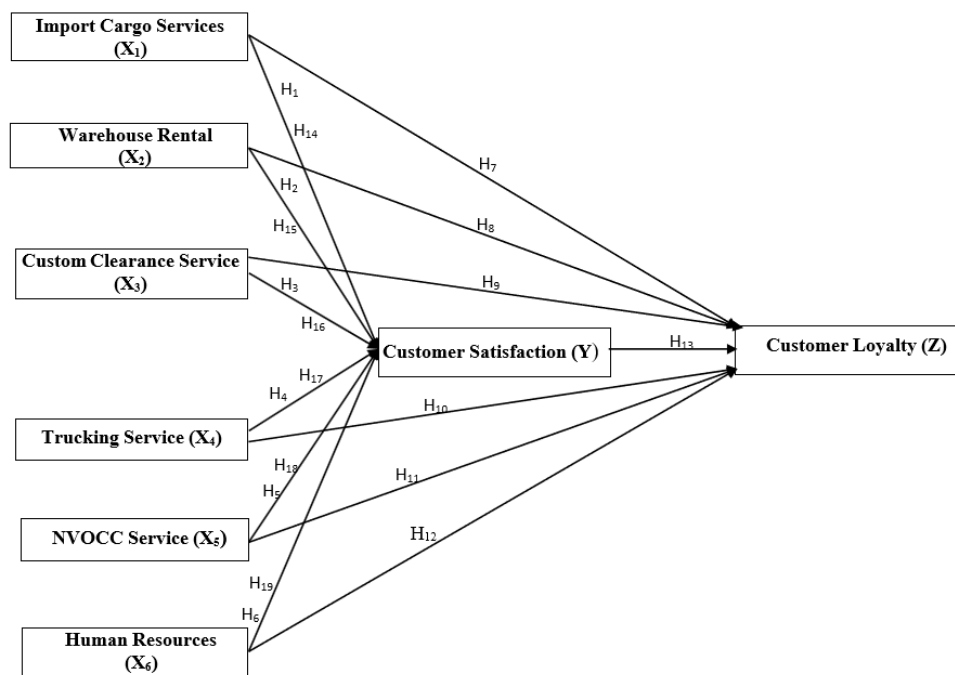 Import Cargo Services
(X₁)
H₁
H₁₄
Warehouse Rental
(X₂)
H₇
H₂
H₁₅
H₈
Custom Clearance Service
(X₃)
H₃
H₉
H₁₆
Customer Satisfaction (Y)
H₁₃
Customer Loyalty (Z)
H₁₇
H₄
H₁₀
Trucking Service (X₄)
H₁₈
H₅
H₁₁
NVOCC Service (X₅)
H₁₂
H₁₉
H₆
Human Resources
(X₆)